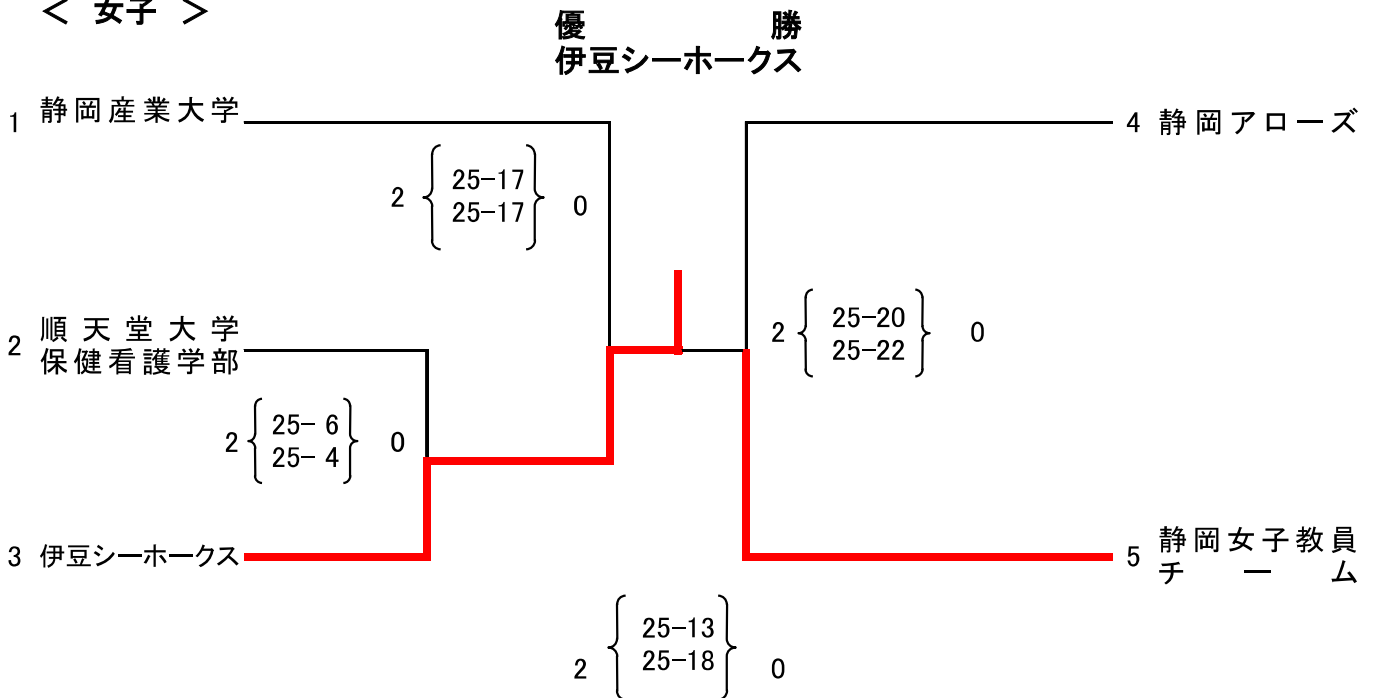 ＜ 女子 ＞
優 勝
伊豆シーホークス
1 静岡産業大学
4 静岡アローズ
2 25-17 0
25-17
2 順天堂大学
保健看護学部
2 25-20 0
25-22
2 25- 6 0
25- 4
3 伊豆シーホークス
5 静岡女子教員
チーム
2 25-13 0
25-18